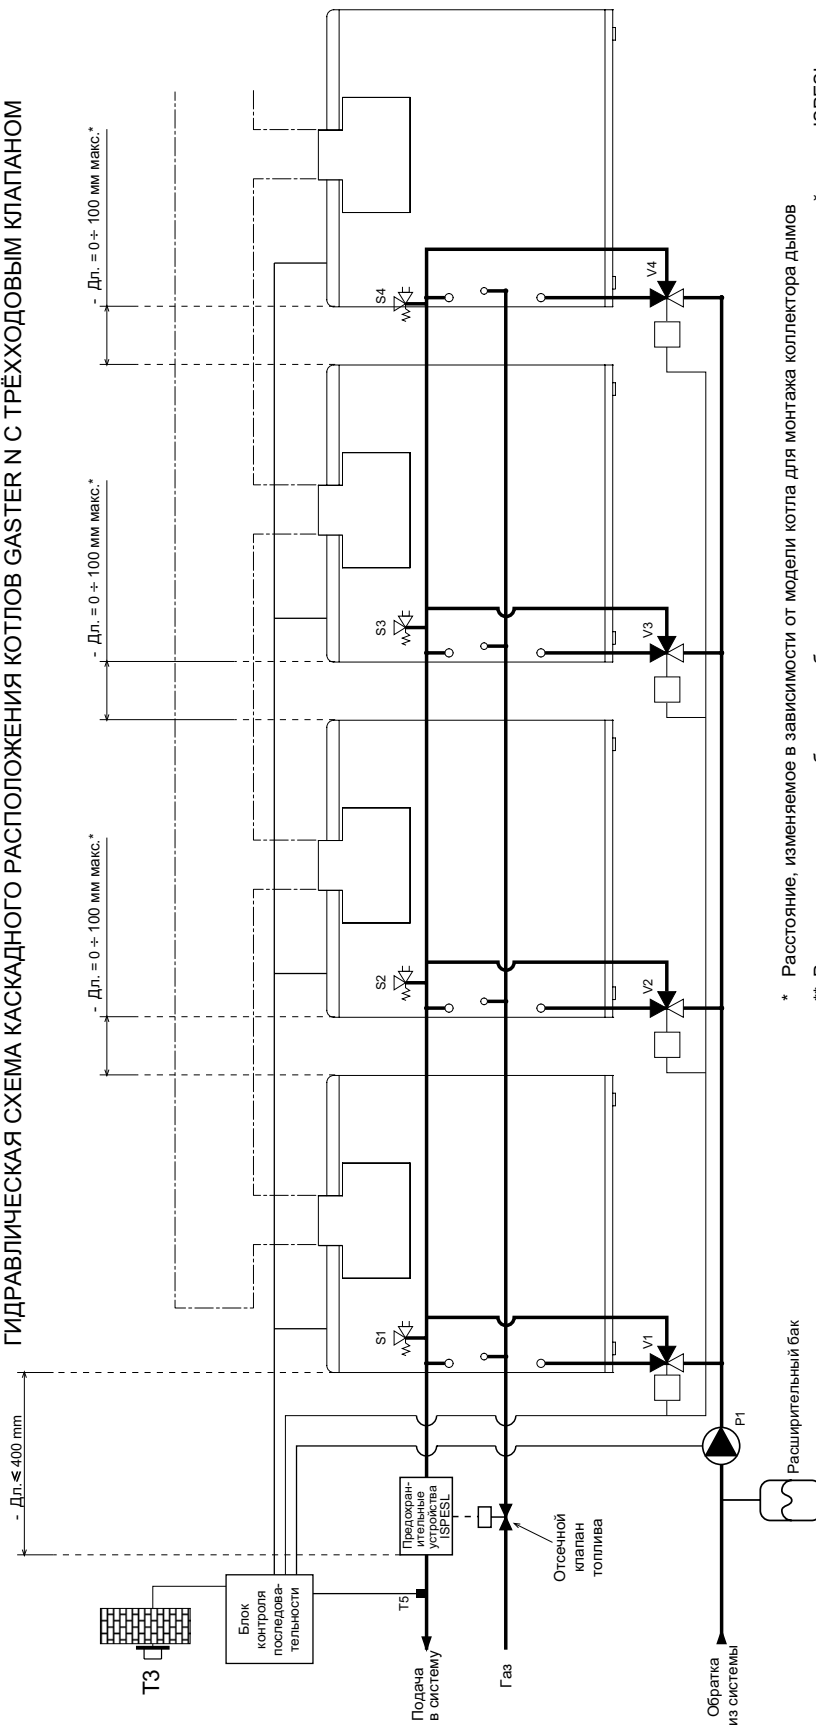 ГИДРАВЛИЧЕСКАЯ СХЕМА КАСКАДНОГО РАСПОЛОЖЕНИЯ КОТЛОВ GASTER N С ТРЁХХОДОВЫМ КЛАПАНОМ
- Дл.⩽ 400 mm
- Дл. = 0 ÷ 100 мм макс.*
- Дл. = 0 ÷ 100 мм макс.*
- Дл. = 0 ÷ 100 мм макс.*
T3
Блок
контроля
последова-
тельности
T5
Предохран-
ительные
устройства
ISPESL
S1
S2
S3
S4
Подача
в систему
Газ
Отсечной
клапан
топлива
V1
V2
V3
V4
Обратка
из системы
P1
Расширительный бак
* Расстояние, изменяемое в зависимости от модели котла для монтажа коллектора дымов